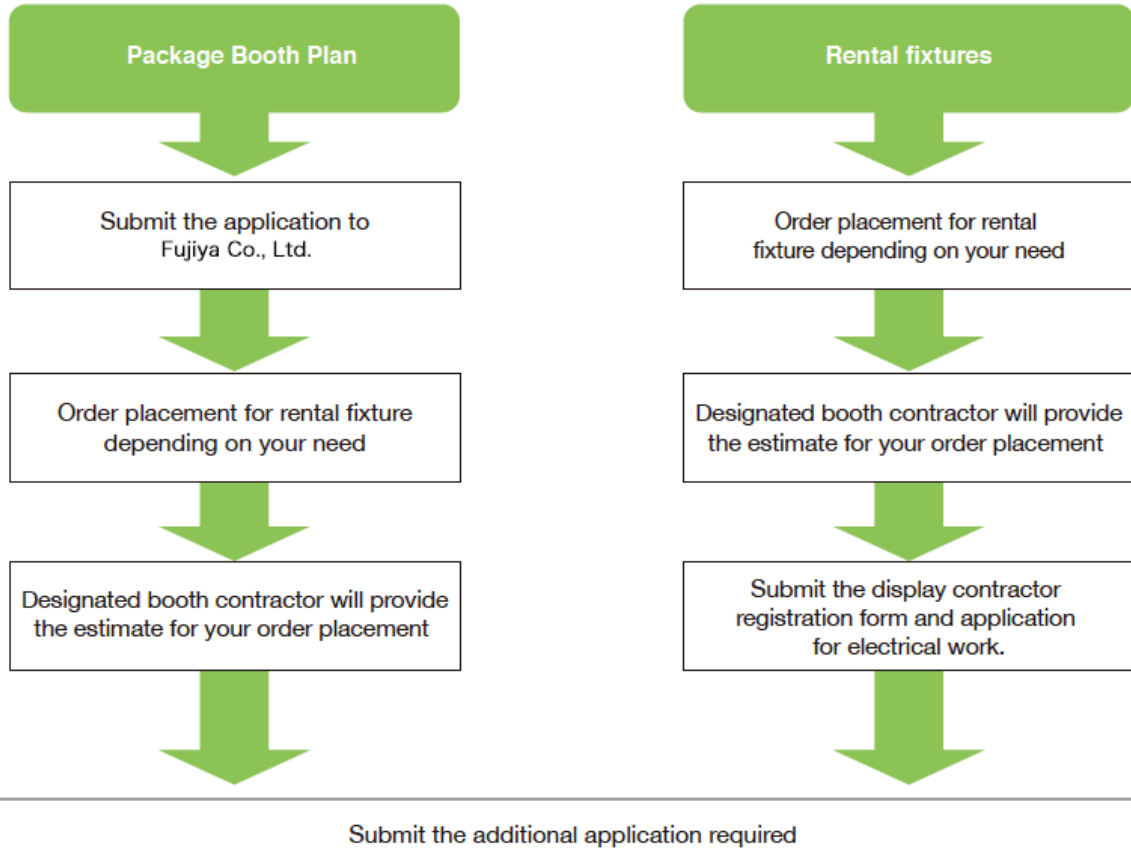 Package Booth Plan
Submit the application to
Fujiya Co., Ltd.
Order placement for rental fixture
depending on your need
Designated booth contractor will provide
the estimate for your order placement
Rental fixtures
Order placement for rental
fixture depending on your need
Designated booth contractor will provide
the estimate for your order placement
Submit the display contractor
registration form and application
for electrical work.
Submit the additional application required